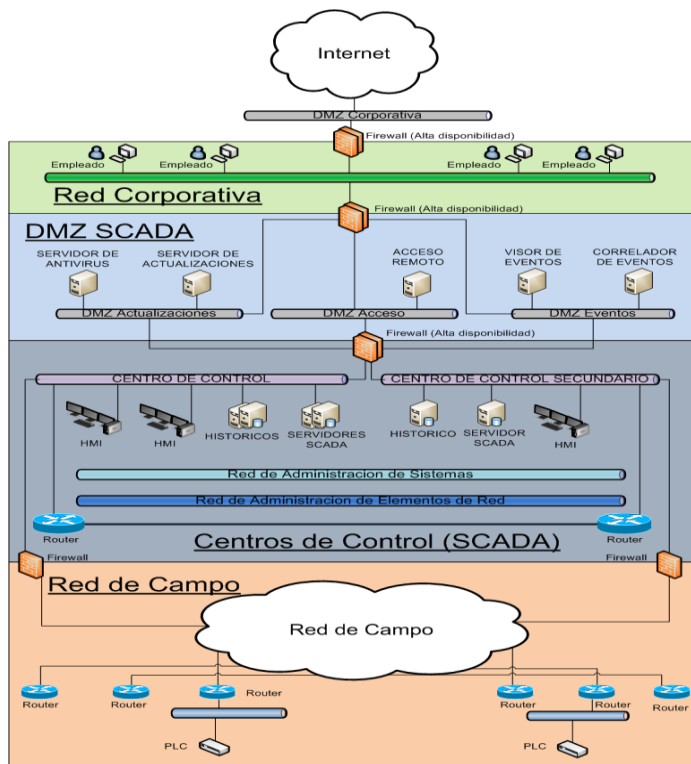 Internet
DMZ Corporativa
Firewall (Alta disponibilidad)
Empleado
Empleado
Empleado
Empleado
Red Corporativa
Firewall (Alta disponibilidad)
DMZ SCADA
SERVIDOR DE
ANTIVIRUS
SERVIDOR DE
ACTUALIZACIONES
ACCESO
REMOTO
VISOR DE
EVENTOS
CORRELADOR
DE EVENTOS
DMZ Actualizaciones
DMZ Acceso
DMZ Eventos
Firewall (Alta disponibilidad)
CENTRO DE CONTROL
CENTRO DE CONTROL SECUNDARIO
HMI
HMI
HISTORICOS
SERVIDORES
SCADA
HISTORICO
SERVIDOR
SCADA
HMI
Red de Administracion de Sistemas
Red de Administracion de Elementos de Red
Router
Centros de Control (SCADA)
Router
Firewall
Firewall
Red de Campo
Red de Campo
Router
Router
Router
Router
Router
Router
PLC
PLC